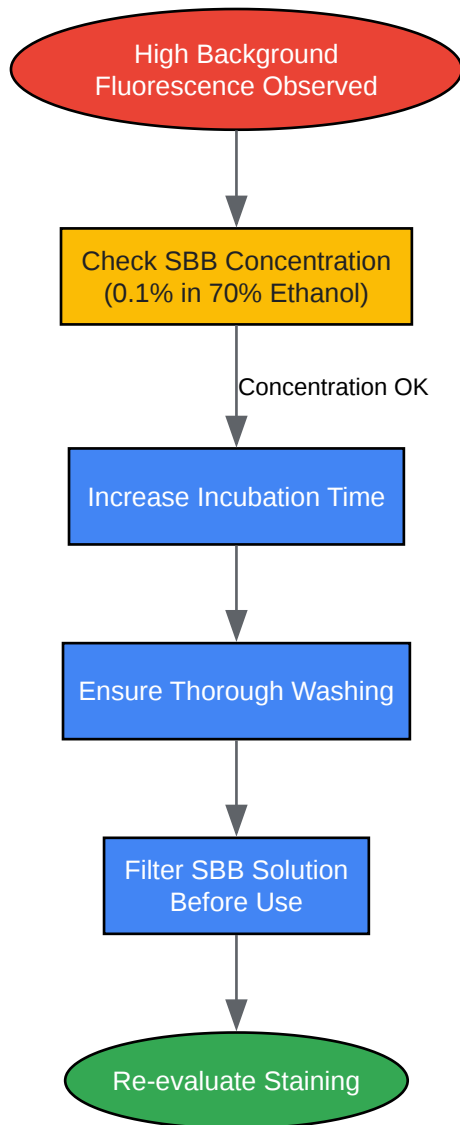 High Background
Fluorescence Observed
Check SBB Concentration
(0.1% in 70% Ethanol)
Concentration OK
Increase Incubation Time
Ensure Thorough Washing
Filter SBB Solution
Before Use
Re-evaluate Staining